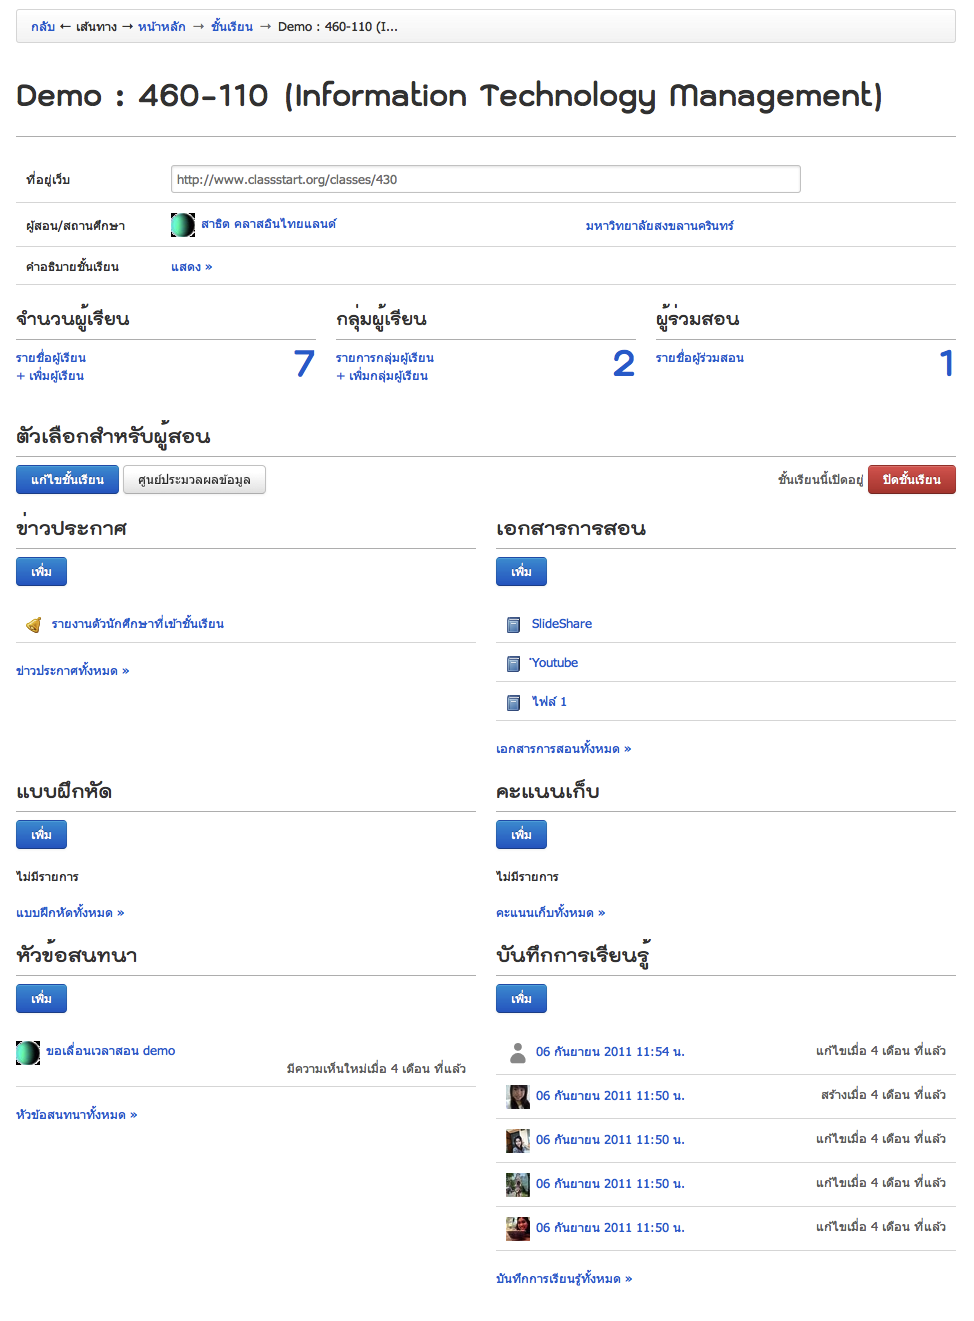 กลับ ← เส้นทาง → หน้าหลัก → ชั้นเรียน → Demo : 460-110 (I...
Demo : 460-110 (Information Technology Management)
ที่อยู่เว็บ http://www.classstart.org/classes/430
ผู้สอน/สถานศึกษา สาธิต คลาสอินไทยแลนด์ มหาวิทยาลัยสงขลานครินทร์
คำอธิบายชั้นเรียน แสดง »
จำนวนผู้เรียน
รายชื่อผู้เรียน 7
+ เพิ่มผู้เรียน
กลุ่มผู้เรียน
รายการกลุ่มผู้เรียน 2
+ เพิ่มกลุ่มผู้เรียน
ผู้ร่วมสอน
รายชื่อผู้ร่วมสอน 1
ตัวเลือกสำหรับผู้สอน
แก้ไขชั้นเรียน ศูนย์ประมวลผลข้อมูล ชั้นเรียนนี้เปิดอยู่ ปิดชั้นเรียน
ข่าวประกาศ
เพิ่ม
รายงานตัวนักศึกษาที่เข้าชั้นเรียน
ข่าวประกาศทั้งหมด »
เอกสารการสอน
เพิ่ม
SlideShare
Youtube
ไฟล์ 1
เอกสารการสอนทั้งหมด »
แบบฝึกหัด
เพิ่ม
ไม่มีรายการ
แบบฝึกหัดทั้งหมด »
คะแนนเก็บ
เพิ่ม
ไม่มีรายการ
คะแนนเก็บทั้งหมด »
หัวข้อสนทนา
เพิ่ม
ขอเลื่อนเวลาสอน demo
มีความเห็นใหม่เมื่อ 4 เดือน ที่แล้ว
หัวข้อสนทนาทั้งหมด »
บันทึกการเรียนรู้
เพิ่ม
06 กันยายน 2011 11:54 น. แก้ไขเมื่อ 4 เดือน ที่แล้ว
06 กันยายน 2011 11:50 น. สร้างเมื่อ 4 เดือน ที่แล้ว
06 กันยายน 2011 11:50 น. แก้ไขเมื่อ 4 เดือน ที่แล้ว
06 กันยายน 2011 11:50 น. แก้ไขเมื่อ 4 เดือน ที่แล้ว
06 กันยายน 2011 11:50 น. แก้ไขเมื่อ 4 เดือน ที่แล้ว
บันทึกการเรียนรู้ทั้งหมด »